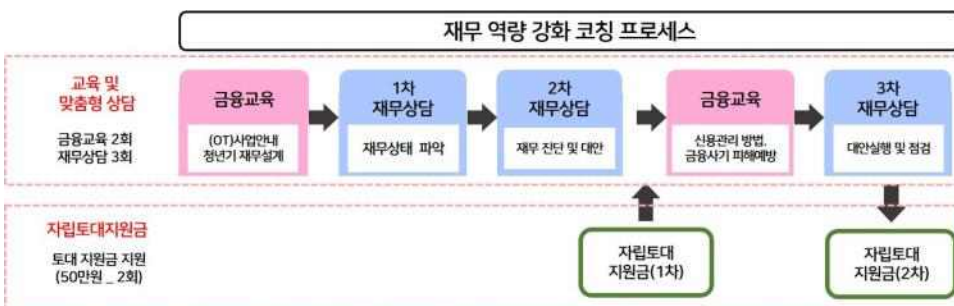 재무 역량 강화 코칭 프로세스
교육 및
맞춤형 상담
금융교육 2회
재무상담 3회
금융교육
(OT)사업안내
청년기 재무설계
1차
재무상담
재무상태 파악
2차
재무상담
재무 진단 및 대안
금융교육
신용관리 방법,
금융사기 피해예방
3차
재무상담
대안실행 및 점검
자립토대지원금
토대 지원금 지원
(50만원 _ 2회)
자립토대
지원금(1차)
자립토대
지원금(2차)